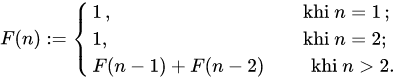 1, khi n = 1;
F(n) := { 1, khi n = 2;
F(n − 1) + F(n − 2) khi n > 2.